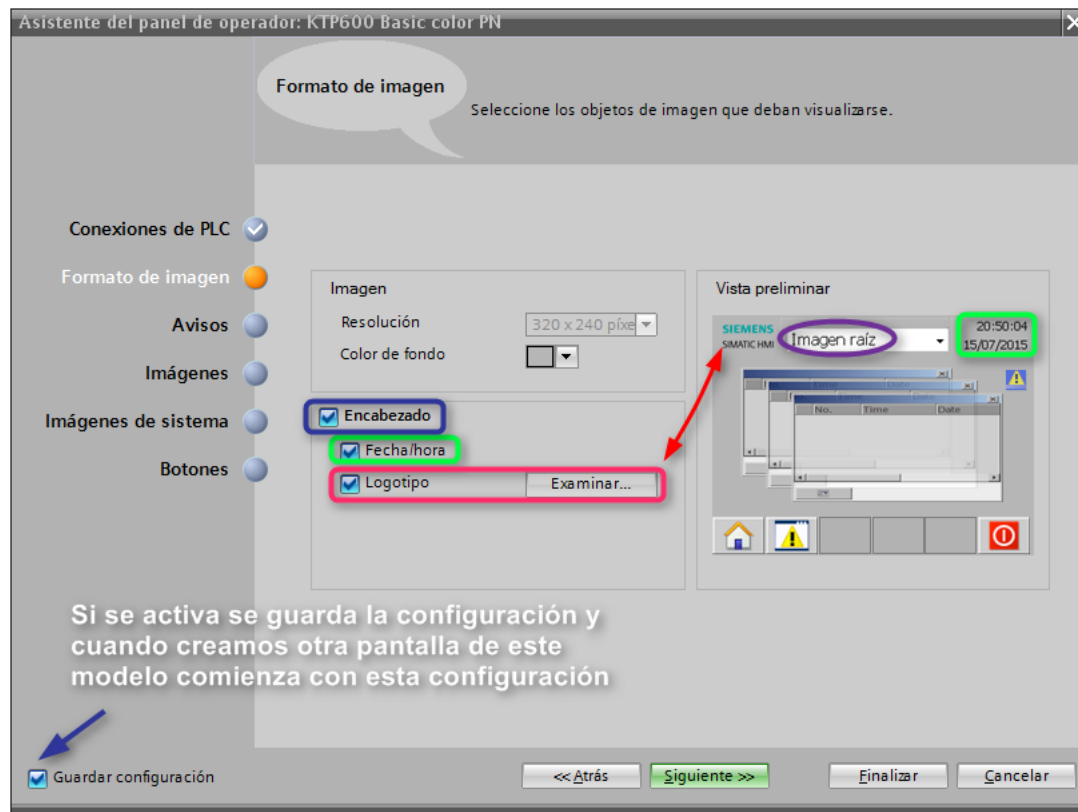 Asistente del panel de operador: KTP600 Basic color PN
Formato de imagen
Seleccione los objetos de imagen que deban visualizarse.
Conexiones de PLC
Formato de imagen
Avisos
Imágenes
Imágenes de sistema
Botones
Imagen
Resolución
320 x 240 píxe
Color de fondo
Encabezado
Fecha/hora
Logotipo
Examinar...
Vista preliminar
SIEMENS
SIMATIC HMI
Imagen raíz
20:50:04
15/07/2015
Time Date
No. Time Date
Si se activa se guarda la configuración y
cuando creamos otra pantalla de este
modelo comienza con esta configuración
Guardar configuración
<< Atrás
Siguiente >>
Finalizar
Cancelar